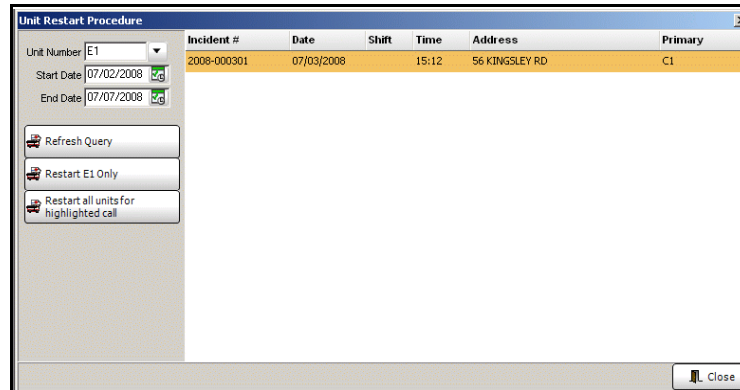 Unit Restart Procedure
Unit Number E1
Start Date 07/02/2008
End Date 07/07/2008
Refresh Query
Restart E1 Only
Restart all units for
highlighted call
Incident # Date Shift Time Address Primary
2008-000301 07/03/2008 15:12 56 KINGSLEY RD C1
Close